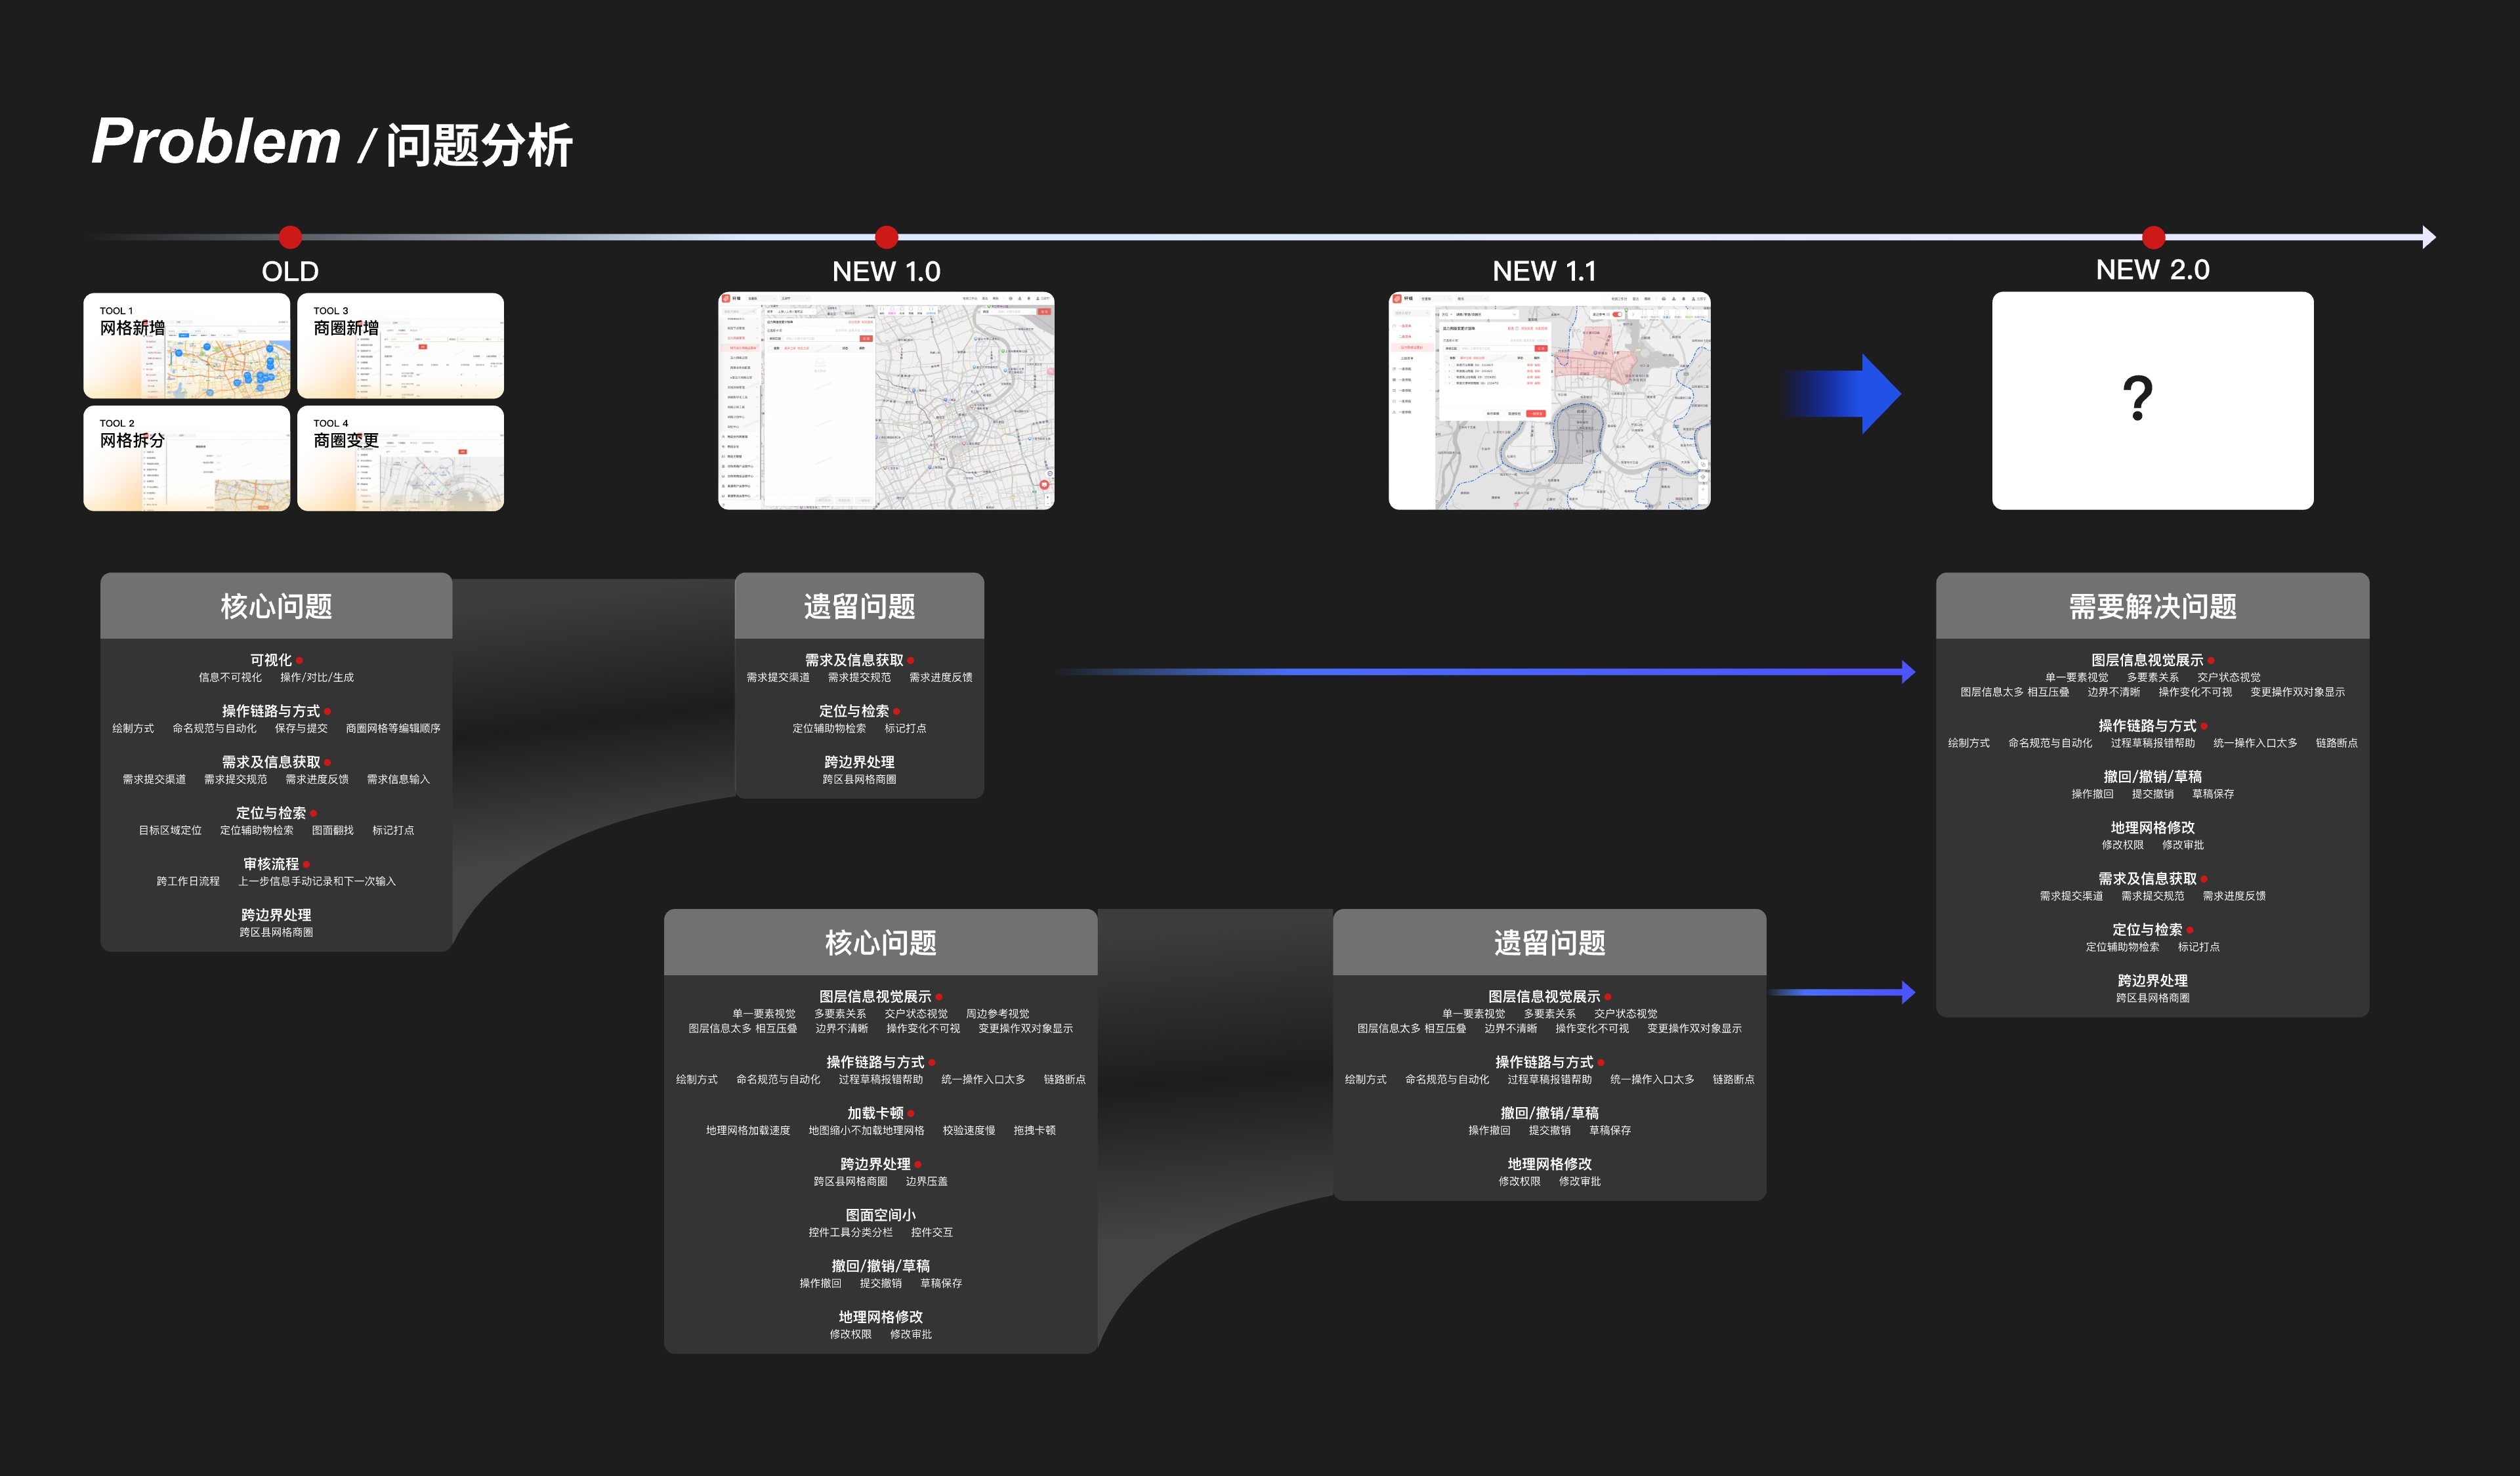 Problem / 问题分析
OLD
NEW 1.0
NEW 1.1
NEW 2.0
TOOL 1
网格新增
TOOL 3
商圈新增
TOOL 2
网格拆分
TOOL 4
商圈变更
?
核心问题
可视化
信息不可视化 操作/对比/生成
操作链路与方式
绘制方式 命名规范与自动化 保存与提交 商圈网格等编辑顺序
需求及信息获取
需求提交渠道 需求提交规范 需求进度反馈 需求信息输入
定位与检索
目标区域定位 定位辅助物检索 图面翻找 标记打点
审核流程
跨工作日流程 上一步信息手动记录和下一次输入
跨边界处理
跨区县网格商圈
遗留问题
需求及信息获取
需求提交渠道 需求提交规范 需求进度反馈
定位与检索
定位辅助物检索 标记打点
跨边界处理
跨区县网格商圈
核心问题
图层信息视觉展示
单一要素视觉 多要素关系 交户状态视觉 周边参考视觉
图层信息太多 相互压叠 边界不清晰 操作变化不可视 变更操作双对象显示
操作链路与方式
绘制方式 命名规范与自动化 过程草稿报错帮助 统一操作入口太多 链路断点
加载卡顿
地理网格加载速度 地图缩小不加载地理网格 校验速度慢 拖拽卡顿
跨边界处理
跨区县网格商圈 边界压盖
图面空间小
控件工具分类分栏 控件交互
撤回/撤销/草稿
操作撤回 提交撤销 草稿保存
地理网格修改
修改权限 修改审批
遗留问题
图层信息视觉展示
单一要素视觉 多要素关系 交户状态视觉
图层信息太多 相互压叠 边界不清晰 操作变化不可视 变更操作双对象显示
操作链路与方式
绘制方式 命名规范与自动化 过程草稿报错帮助 统一操作入口太多 链路断点
撤回/撤销/草稿
操作撤回 提交撤销 草稿保存
地理网格修改
修改权限 修改审批
需要解决问题
图层信息视觉展示
单一要素视觉 多要素关系 交户状态视觉
图层信息太多 相互压叠 边界不清晰 操作变化不可视 变更操作双对象显示
操作链路与方式
绘制方式 命名规范与自动化 过程草稿报错帮助 统一操作入口太多 链路断点
撤回/撤销/草稿
操作撤回 提交撤销 草稿保存
地理网格修改
修改权限 修改审批
需求及信息获取
需求提交渠道 需求提交规范 需求进度反馈
定位与检索
定位辅助物检索 标记打点
跨边界处理
跨区县网格商圈